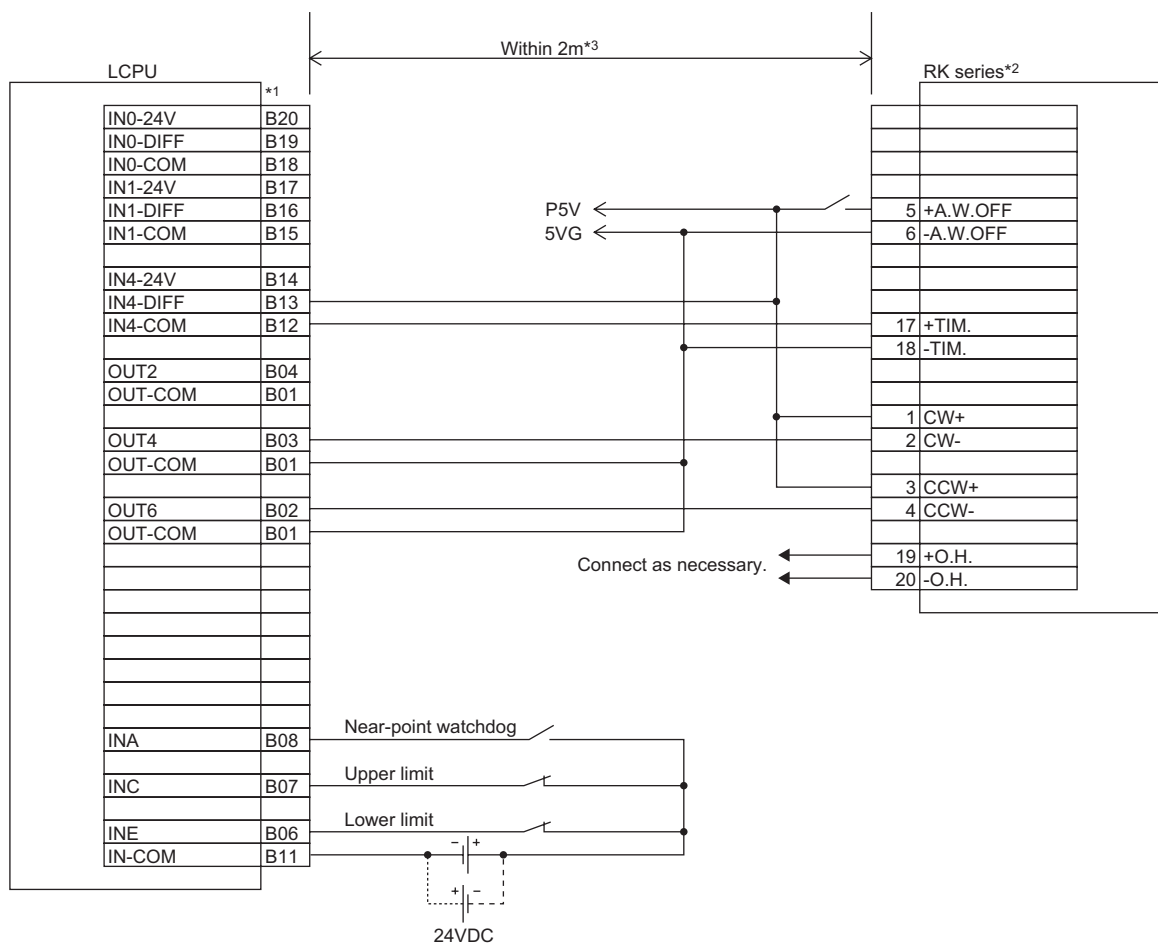 Within 2m*3
LCPU
RK series*2
*1
IN0-24V B20
IN0-DIFF B19
IN0-COM B18
IN1-24V B17
IN1-DIFF B16
P5V
5 +A.W.OFF
IN1-COM B15
5VG
6 -A.W.OFF
IN4-24V B14
IN4-DIFF B13
IN4-COM B12
17 +TIM.
18 -TIM.
OUT2 B04
OUT-COM B01
1 CW+
OUT4 B03
2 CW-
OUT-COM B01
3 CCW+
OUT6 B02
4 CCW-
OUT-COM B01
Connect as necessary.
19 +O.H.
20 -O.H.
INA B08
Near-point watchdog
INC B07
Upper limit
INE B06
Lower limit
IN-COM B11
− +
+ −
24VDC